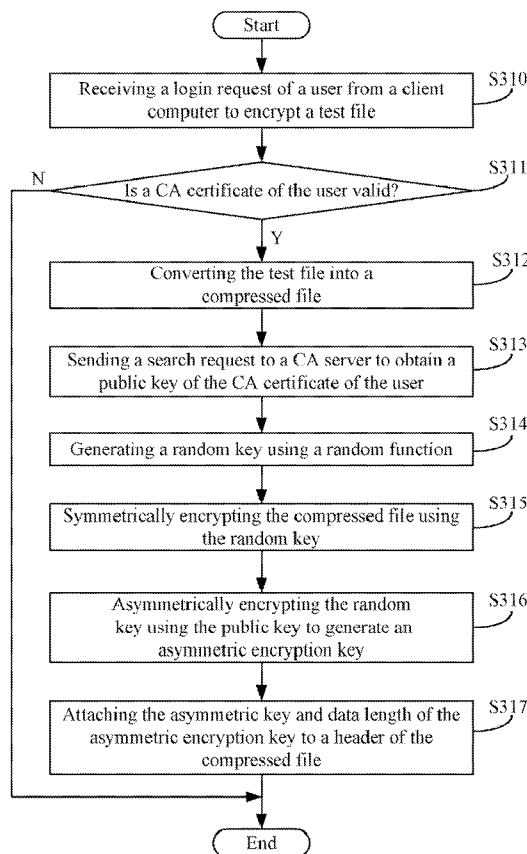 Start
S310
Receiving a login request of a user from a client
computer to encrypt a test file
S311
N
Is a CA certificate of the user valid?
Y
S312
Converting the test file into a
compressed file
S313
Sending a search request to a CA server to obtain a
public key of the CA certificate of the user
S314
Generating a random key using a random function
S315
Symmetrically encrypting the compressed file using
the random key
S316
Asymmetrically encrypting the random
key using the public key to generate an
asymmetric encryption key
S317
Attaching the asymmetric key and data length of the
asymmetric encryption key to a header of the
compressed file
End